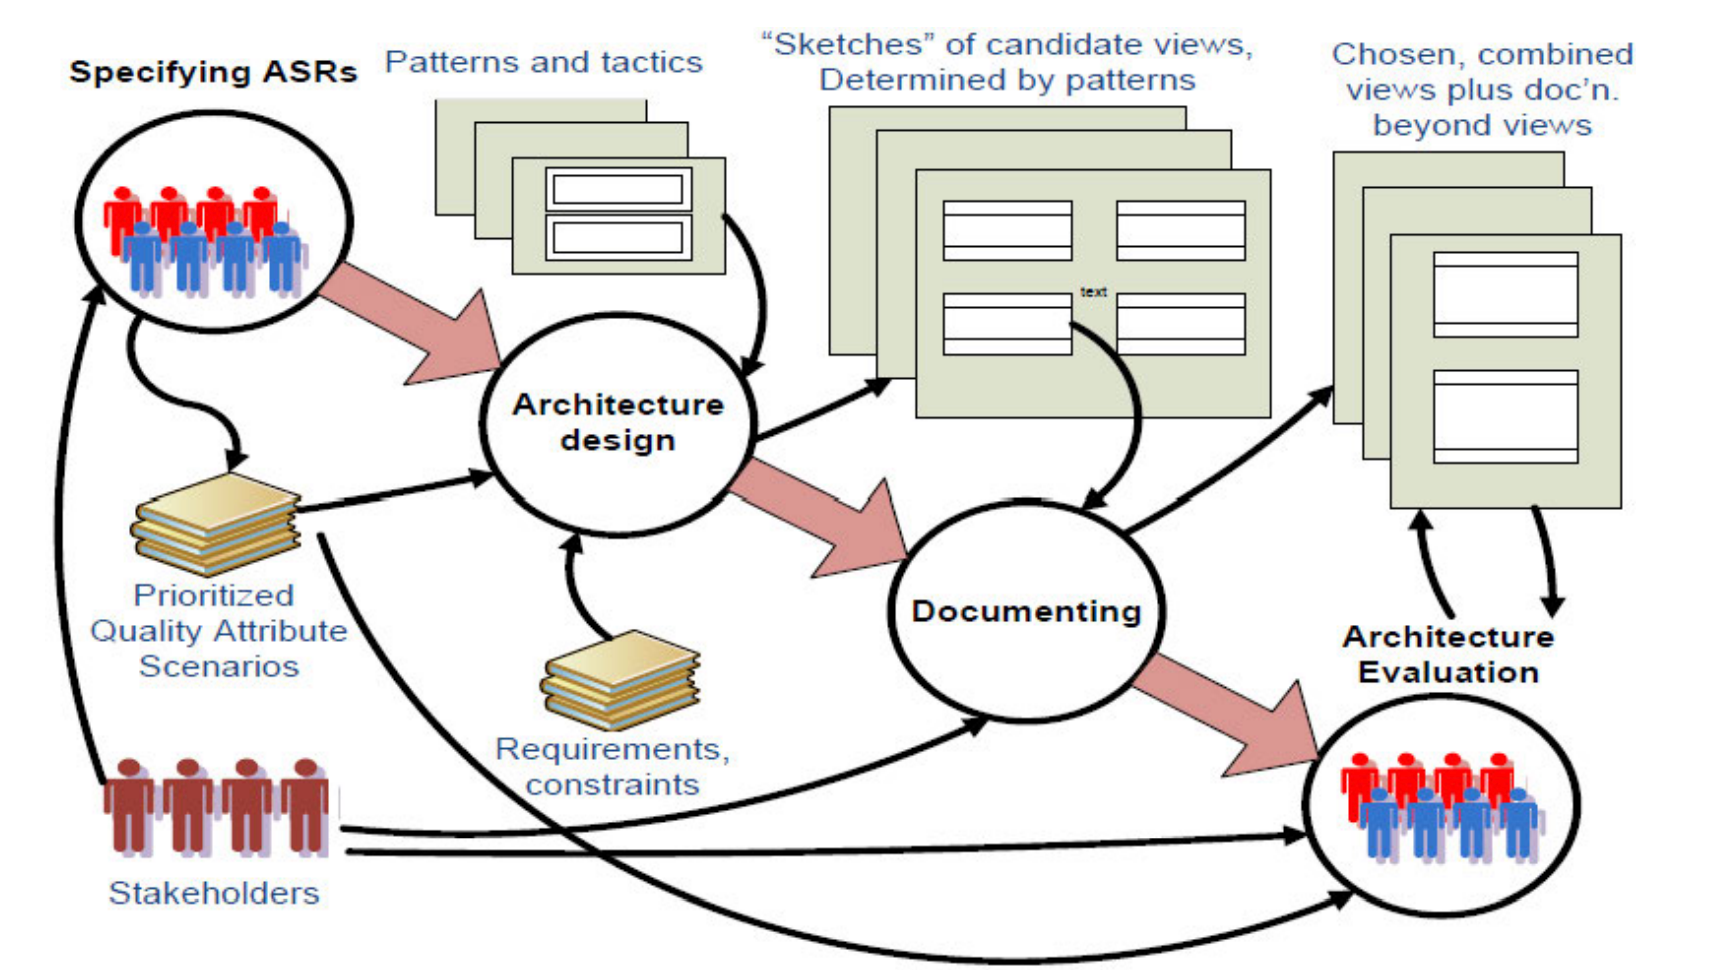 Specifying ASRs
Patterns and tactics
“Sketches” of candidate views,
Determined by patterns
Chosen, combined
views plus doc’n.
beyond views
text
Architecture
design
Prioritized
Quality Attribute
Scenarios
Documenting
Architecture
Evaluation
Requirements,
constraints
Stakeholders